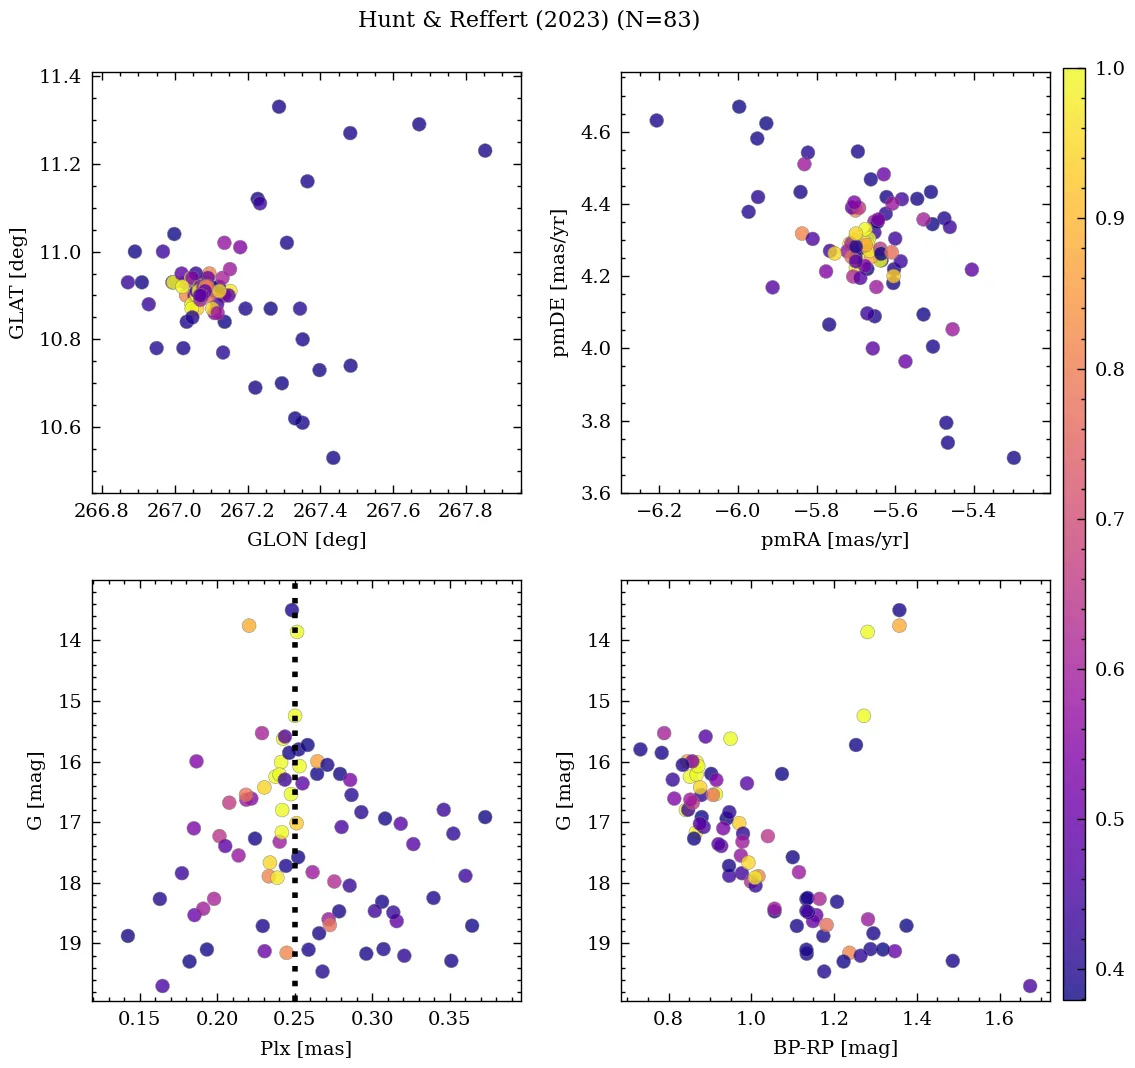 Hunt & Reffert (2023) (N=83)
11.4
11.2
11.0
10.8
10.6
GLAT [deg]
266.8 267.0 267.2 267.4 267.6 267.8
GLON [deg]
4.6
4.4
4.2
4.0
3.8
3.6
pmDE [mas/yr]
−6.2 −6.0 −5.8 −5.6 −5.4
pmRA [mas/yr]
14
15
16
17
18
19
G [mag]
0.15 0.20 0.25 0.30 0.35
Plx [mas]
14
15
16
17
18
19
G [mag]
0.8 1.0 1.2 1.4 1.6
BP-RP [mag]
1.0
0.9
0.8
0.7
0.6
0.5
0.4